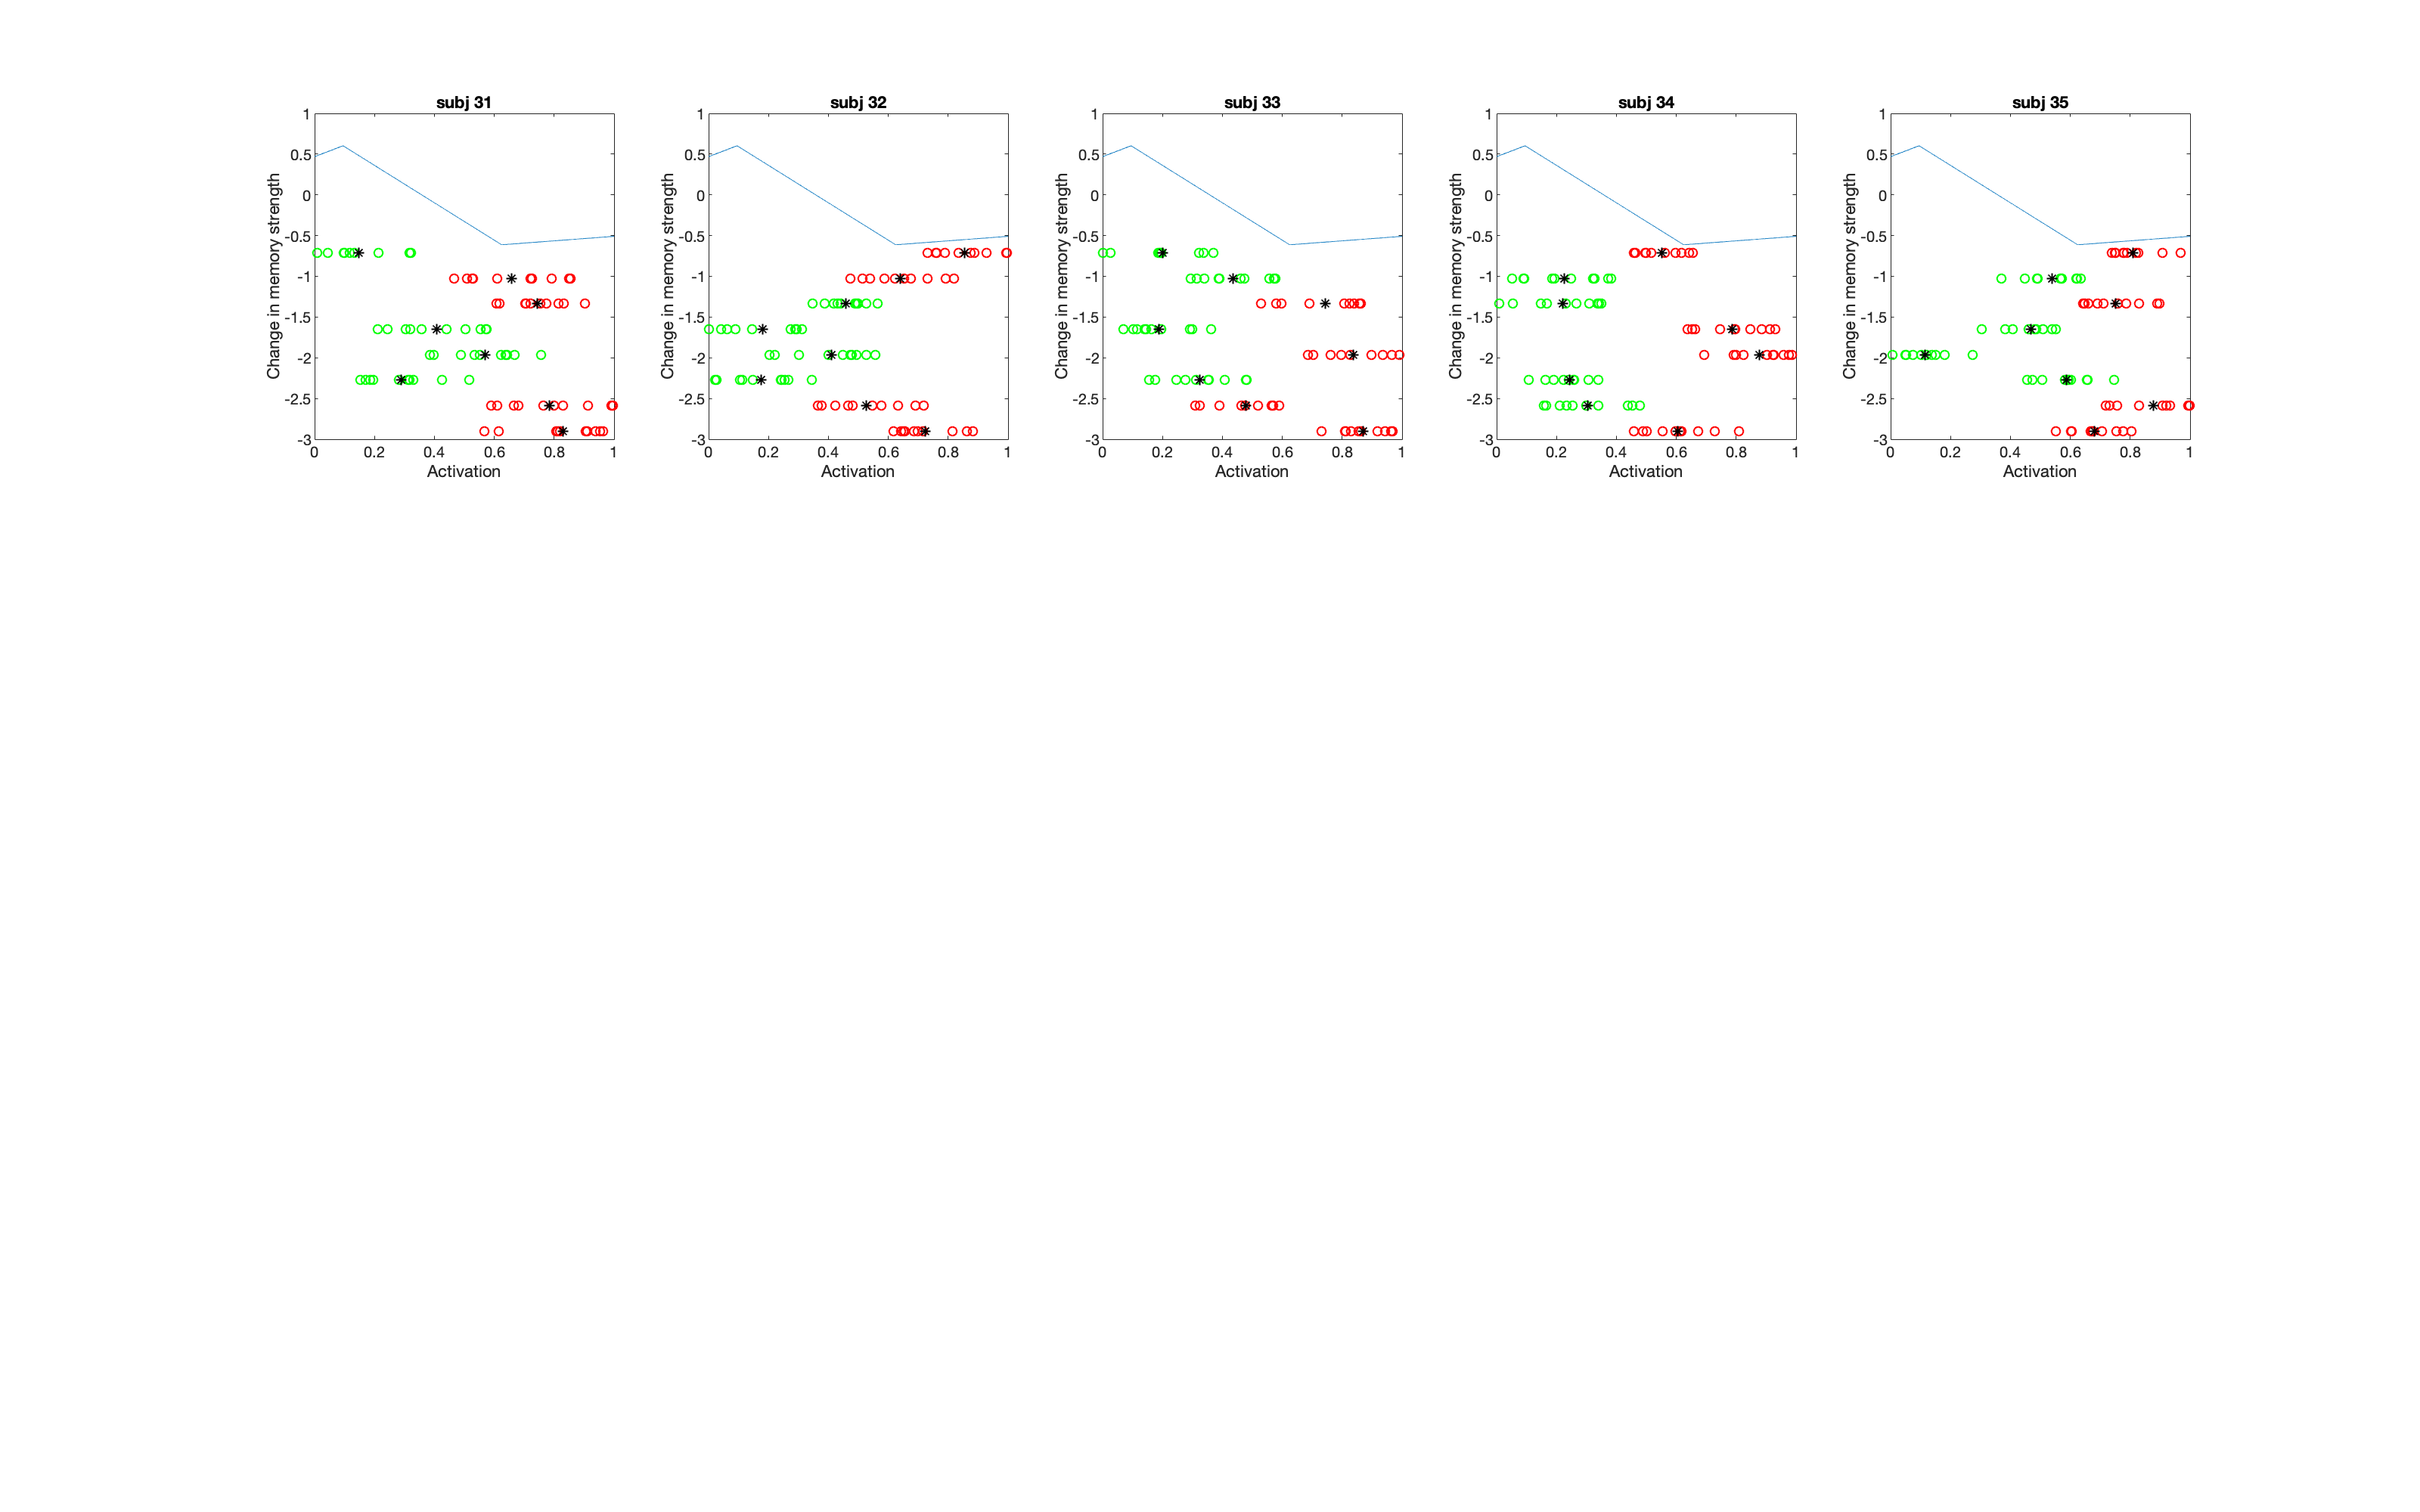 subj 31 subj 32 subj 33 subj 34 subj 35
1 1 1 1 1
0.5 0.5 0.5 0.5 0.5
0 0 0 0 0
-0.5 -0.5 -0.5 -0.5 -0.5
-1 -1 -1 -1 -1
-1.5 -1.5 -1.5 -1.5 -1.5
-2 -2 -2 -2 -2
-2.5 -2.5 -2.5 -2.5 -2.5
-3 -3 -3 -3 -3
Change in memory strength Change in memory strength Change in memory strength Change in memory strength Change in memory strength
0 0.2 0.4 0.6 0.8 1 0 0.2 0.4 0.6 0.8 1 0 0.2 0.4 0.6 0.8 1 0 0.2 0.4 0.6 0.8 1 0 0.2 0.4 0.6 0.8 1
Activation Activation Activation Activation Activation